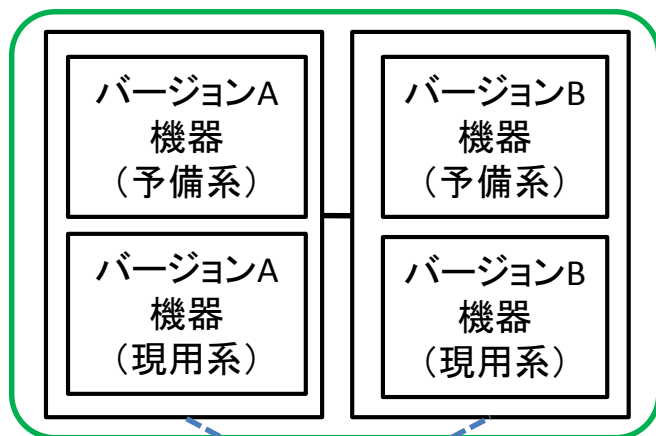 バージョンA
機器
（予備系）
バージョンA
機器
（現用系）
バージョンB
機器
（予備系）
バージョンB
機器
（現用系）